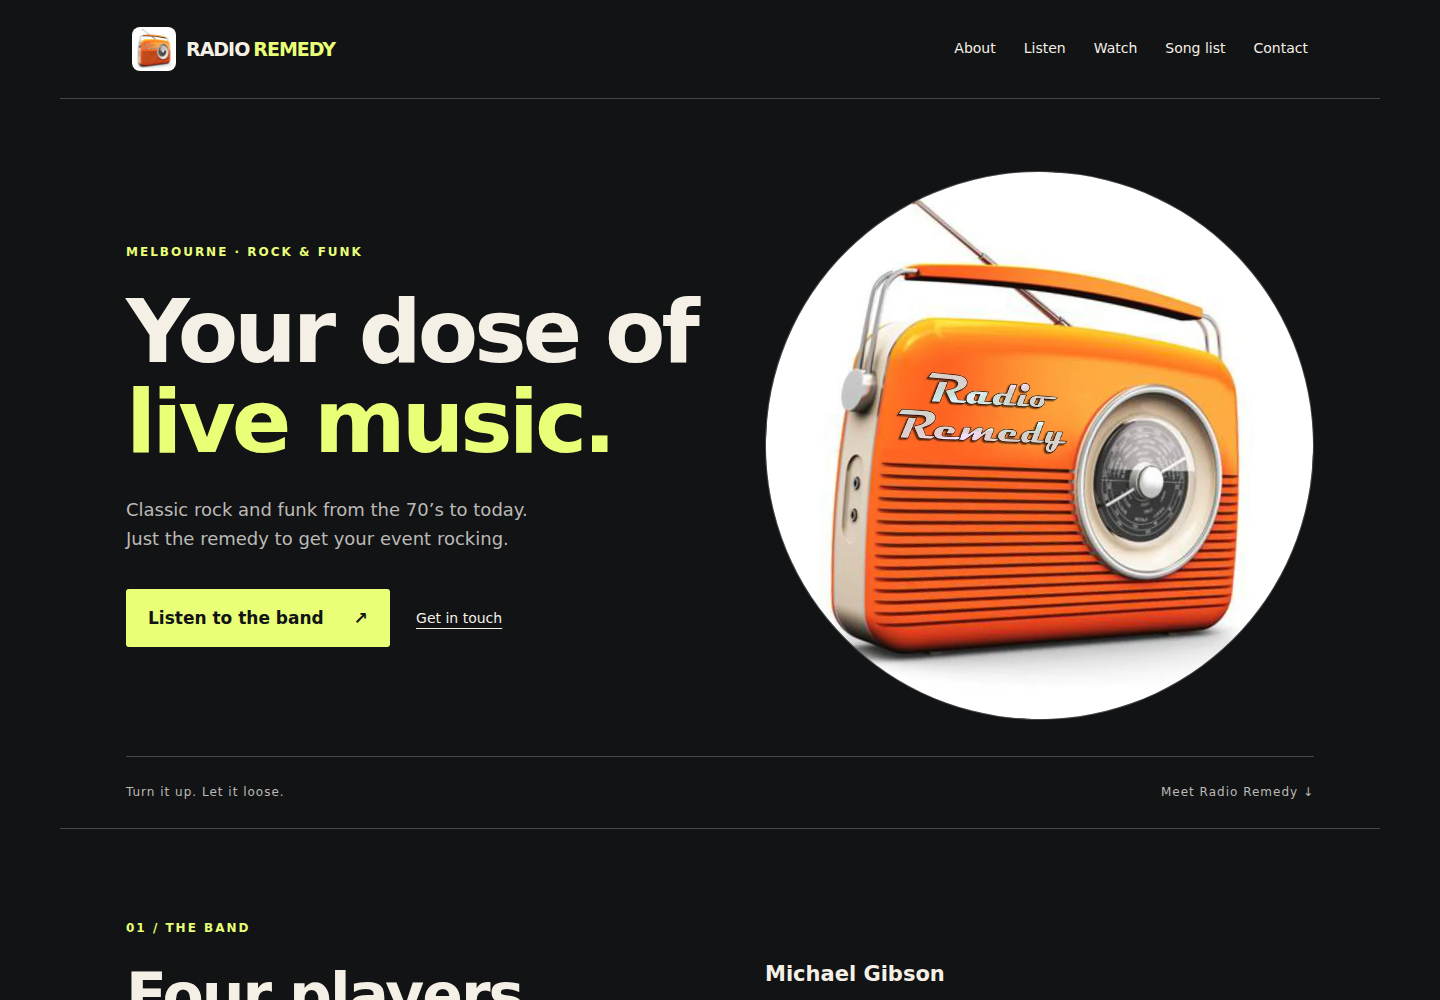 RADIO REMEDY
About Listen Watch Song list Contact
MELBOURNE · ROCK & FUNK
Your dose of
live music.
Classic rock and funk from the 70’s to today.
Just the remedy to get your event rocking.
Listen to the band ↗
Get in touch
Radio
Remedy
Turn it up. Let it loose.
Meet Radio Remedy ↓
01 / THE BAND
Four players
Michael Gibson